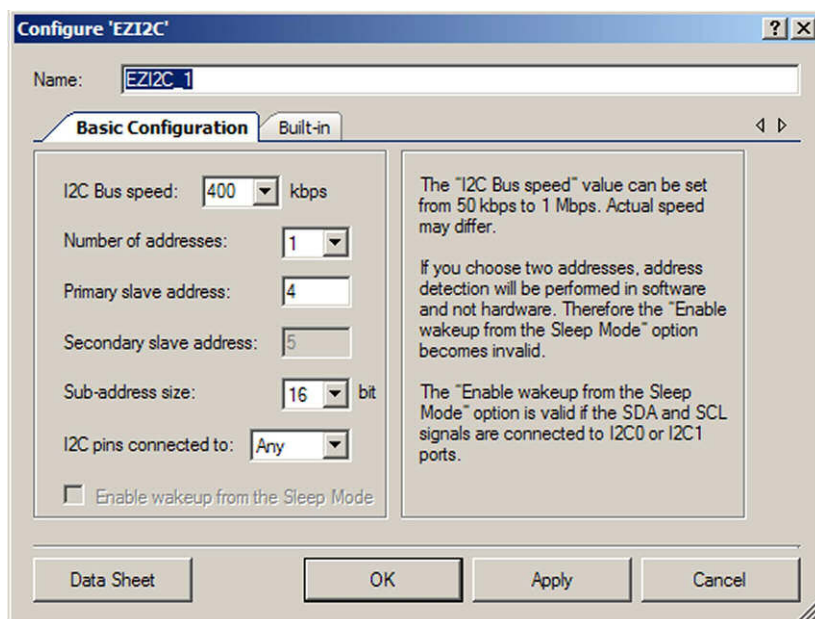 Configure 'EZI2C'
Name: EZI2C_1
Basic Configuration Built-in
I2C Bus speed: 400 kbps
Number of addresses: 1
Primary slave address: 4
Secondary slave address: 5
Sub-address size: 16 bit
I2C pins connected to: Any
Enable wakeup from the Sleep Mode
The "I2C Bus speed" value can be set
from 50 kbps to 1 Mbps. Actual speed
may differ.
If you choose two addresses, address
detection will be performed in software
and not hardware. Therefore the "Enable
wakeup from the Sleep Mode" option
becomes invalid.
The "Enable wakeup from the Sleep
Mode" option is valid if the SDA and SCL
signals are connected to I2C0 or I2C1
ports.
Data Sheet OK Apply Cancel